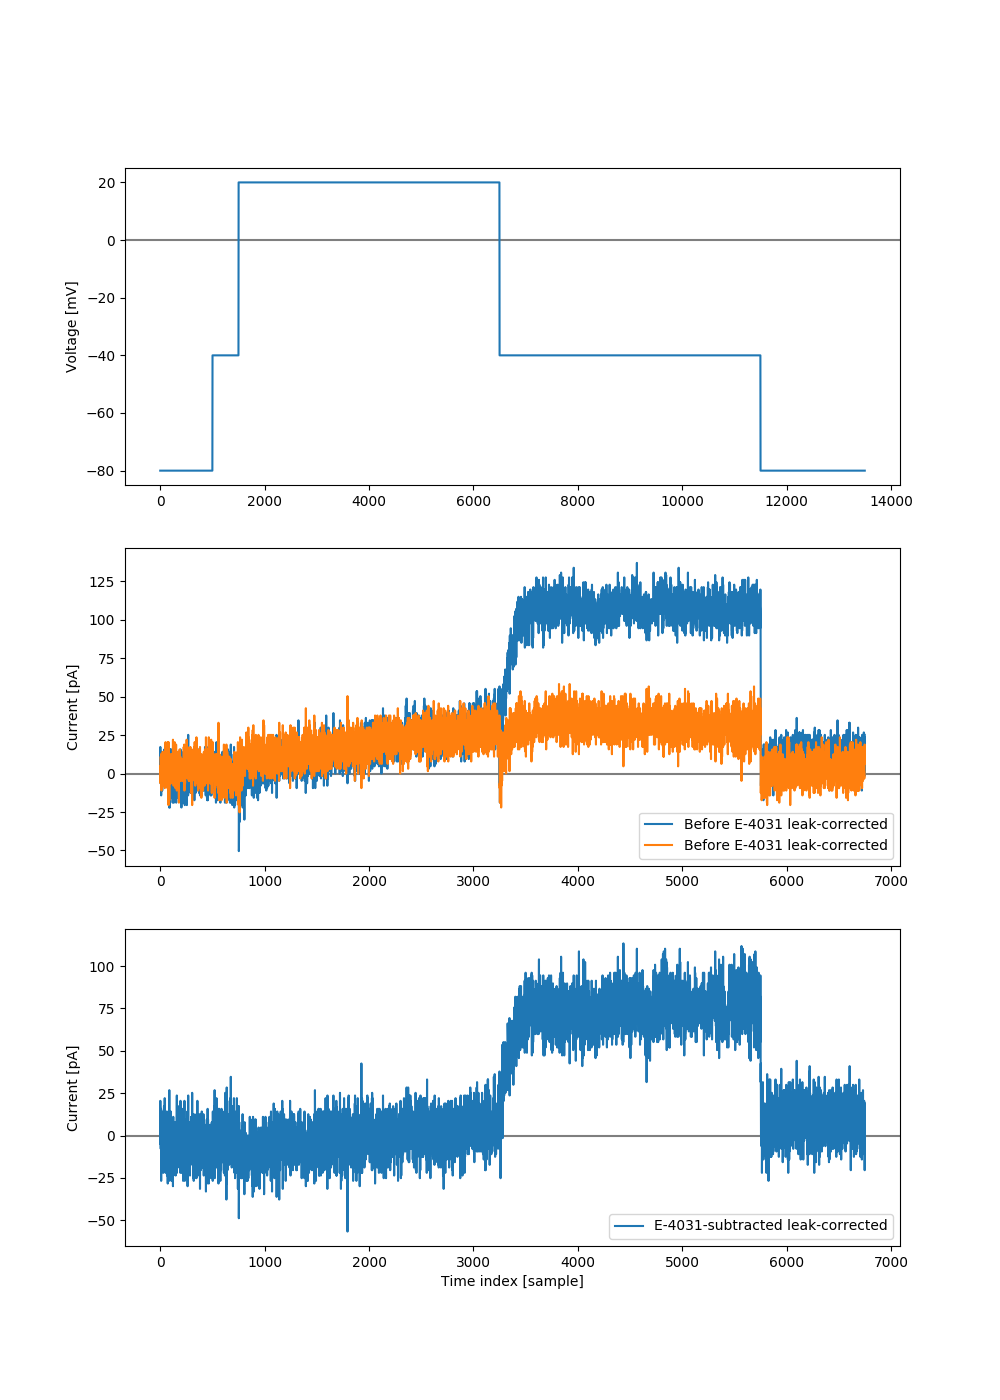 20
0
−20
−40
−60
−80
Voltage [mV]
0 2000 4000 6000 8000 10000 12000 14000
125
100
75
50
25
0
−25
−50
Current [pA]
Before E-4031 leak-corrected
Before E-4031 leak-corrected
0 1000 2000 3000 4000 5000 6000 7000
100
75
50
25
0
−25
−50
Current [pA]
E-4031-subtracted leak-corrected
0 1000 2000 3000 4000 5000 6000 7000
Time index [sample]